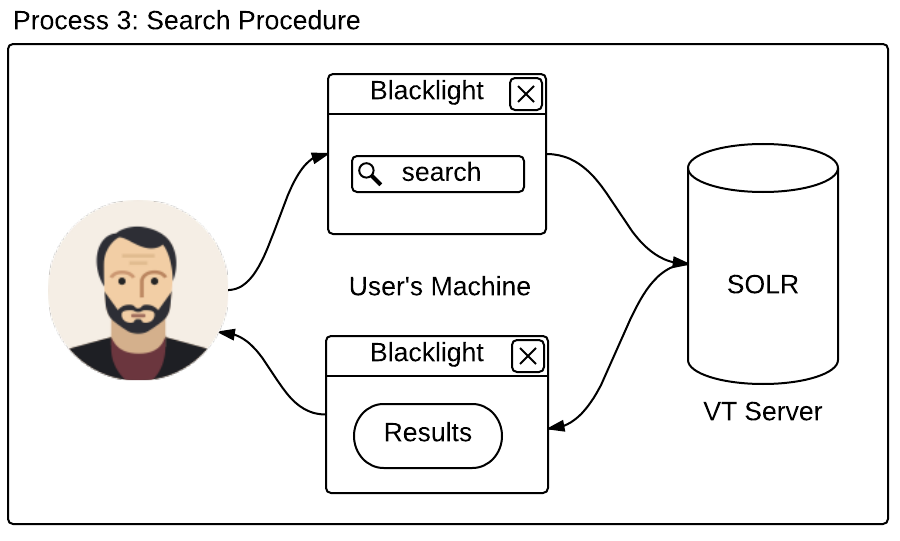 Process 3: Search Procedure
Blacklight
search
User's Machine
SOLR
Blacklight
Results
VT Server